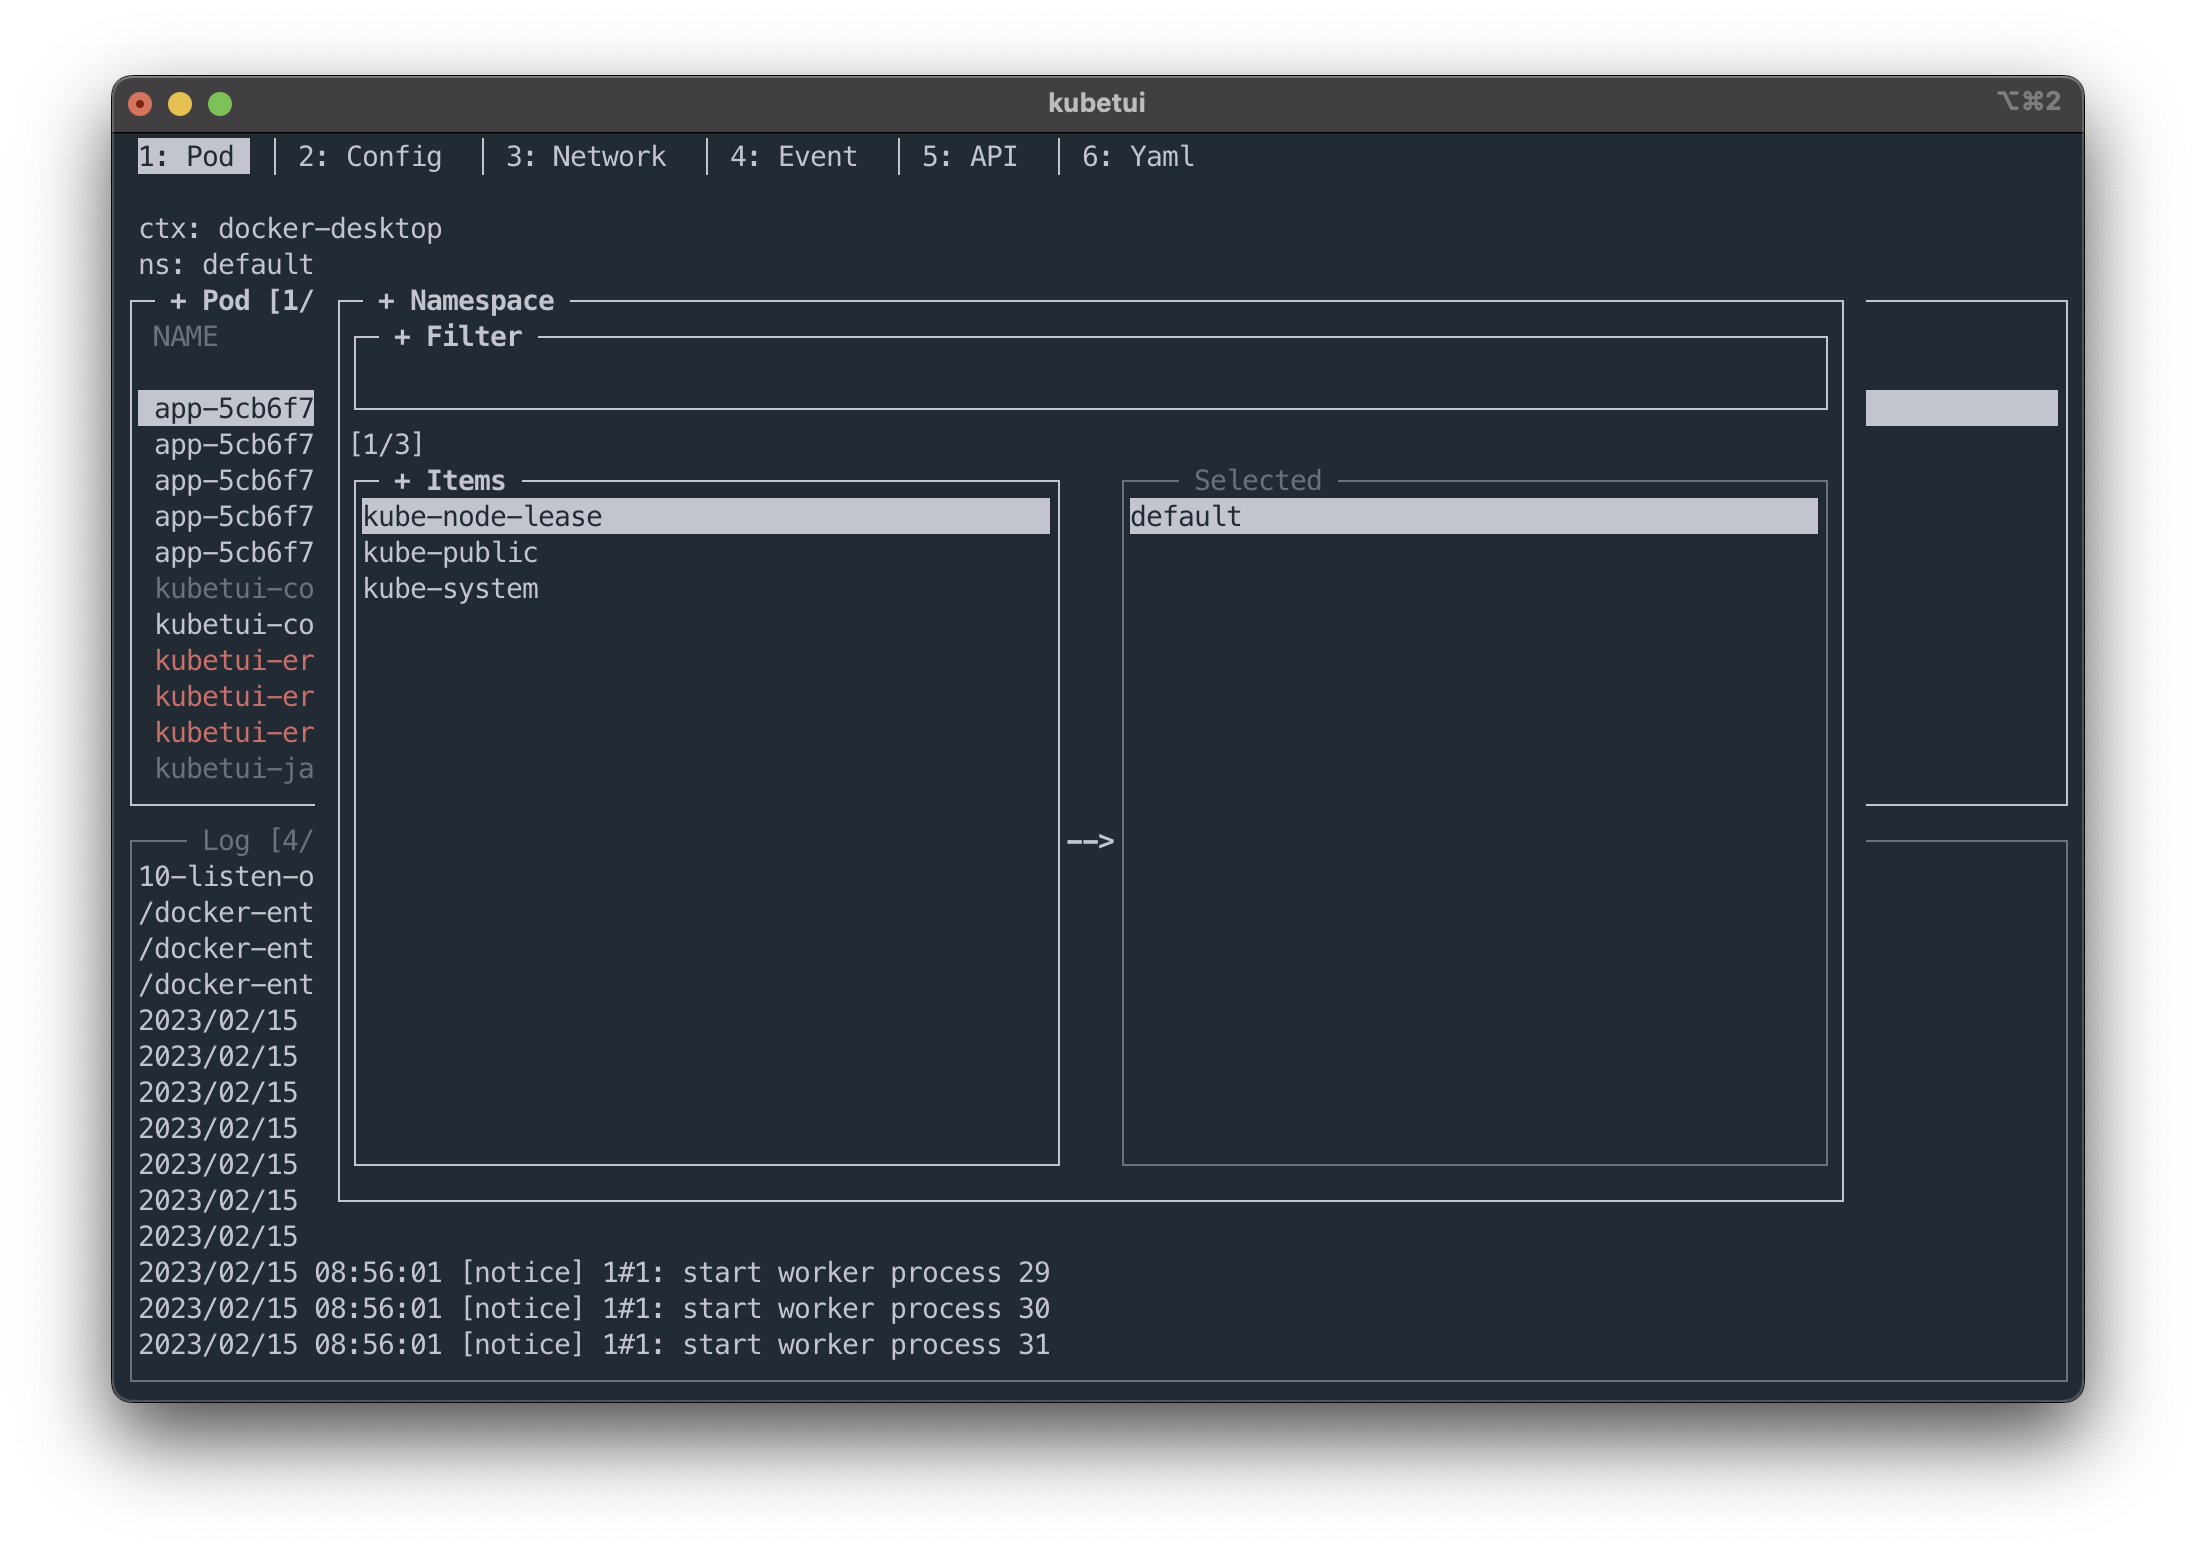 kubetui
⌥⌘2
1: Pod │ 2: Config │ 3: Network │ 4: Event │ 5: API │ 6: Yaml
ctx: docker-desktop
ns: default
+ Pod [1/
NAME
app-5cb6f7
app-5cb6f7
app-5cb6f7
app-5cb6f7
app-5cb6f7
kubetui-co
kubetui-co
kubetui-er
kubetui-er
kubetui-er
kubetui-ja
+ Namespace
+ Filter
[1/3]
+ Items
kube-node-lease
kube-public
kube-system
-->
Selected
default
Log [4/
10-listen-o
/docker-ent
/docker-ent
/docker-ent
2023/02/15
2023/02/15
2023/02/15
2023/02/15
2023/02/15
2023/02/15
2023/02/15
2023/02/15 08:56:01 [notice] 1#1: start worker process 29
2023/02/15 08:56:01 [notice] 1#1: start worker process 30
2023/02/15 08:56:01 [notice] 1#1: start worker process 31